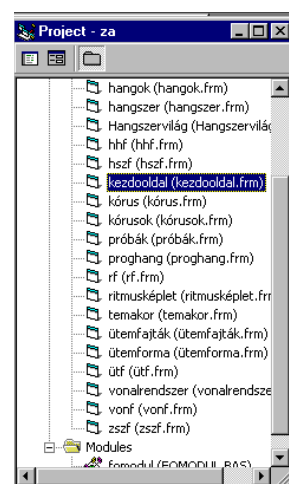 Project - za
hangok (hangok.frm)
hangszer (hangszer.frm)
Hangszervilág (Hangszervilág
hhf (hhf.frm)
hszf (hszf.frm)
kezdooldal (kezdooldal.frm)
kórus (kórus.frm)
kórusok (kórusok.frm)
próbák (próbák.frm)
proghang (proghang.frm)
rf (rf.frm)
ritmusképlet (ritmusképlet.frr
temakor (temakor.frm)
ütemfajták (ütemfajták.frm)
ütemforma (ütemforma.frm)
ütf (ütf.frm)
vonalrendszer (vonalrendsze
vonf (vonf.frm)
zszf (zszf.frm)
Modules
fomodul (FOMODUL.BAS)